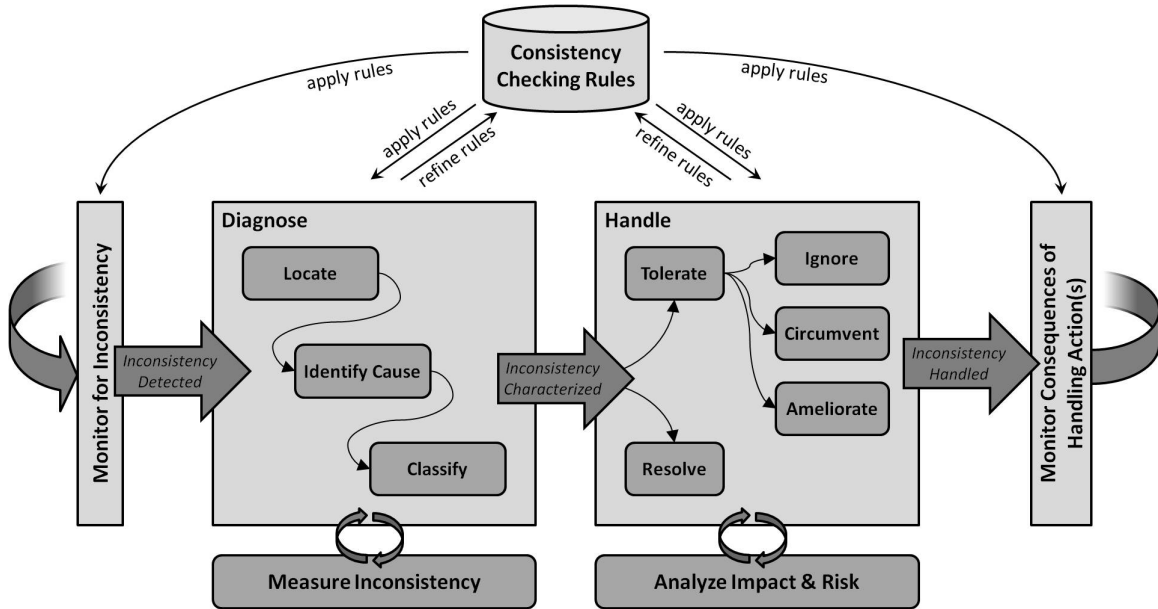 Consistency
Checking Rules
apply rules
apply rules
apply rules
refine rules
apply rules
refine rules
Monitor for Inconsistency
Inconsistency
Detected
Diagnose
Locate
Identify Cause
Classify
Measure Inconsistency
Inconsistency
Characterized
Handle
Tolerate
Ignore
Circumvent
Ameliorate
Resolve
Analyze Impact & Risk
Inconsistency
Handled
Monitor Consequences of
Handling Action(s)